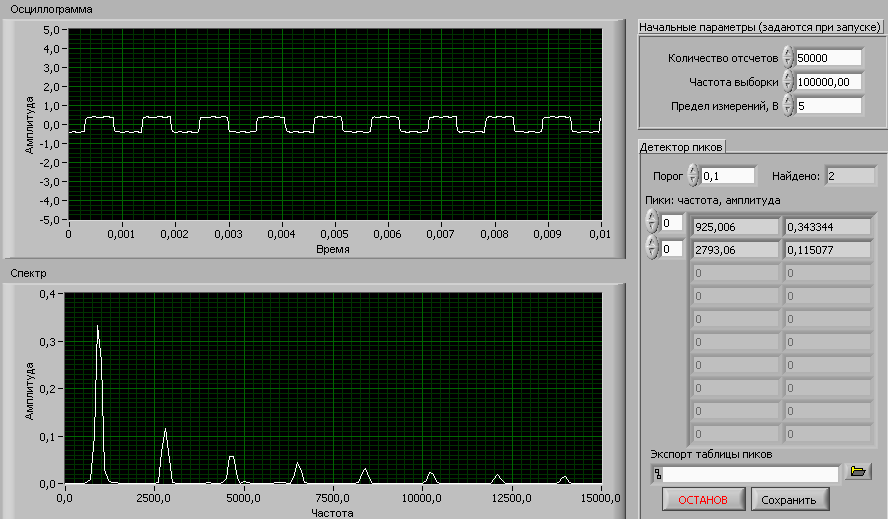 Осциллограмма
5,0
4,0
3,0
2,0
1,0
0,0
-1,0
-2,0
-3,0
-4,0
-5,0
Амплитуда
0 0,001 0,002 0,003 0,004 0,005 0,006 0,007 0,008 0,009 0,01
Время
Спектр
0,4
0,3
0,2
0,1
0,0
Амплитуда
0,0 2500,0 5000,0 7500,0 10000,0 12500,0 15000,0
Частота
Начальные параметры (задаются при запуске)
Количество отсчетов 50000
Частота выборки 100000,00
Предел измерений, В 5
Детектор пиков
Порог 0,1 Найдено: 2
Пики: частота, амплитуда
0 925,006 0,343344
0 2793,06 0,115077
0 0
0 0
0 0
0 0
0 0
0 0
0 0
0 0
Экспорт таблицы пиков
ОСТАНОВ Сохранить